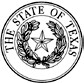 THE STATE OF TEXAS